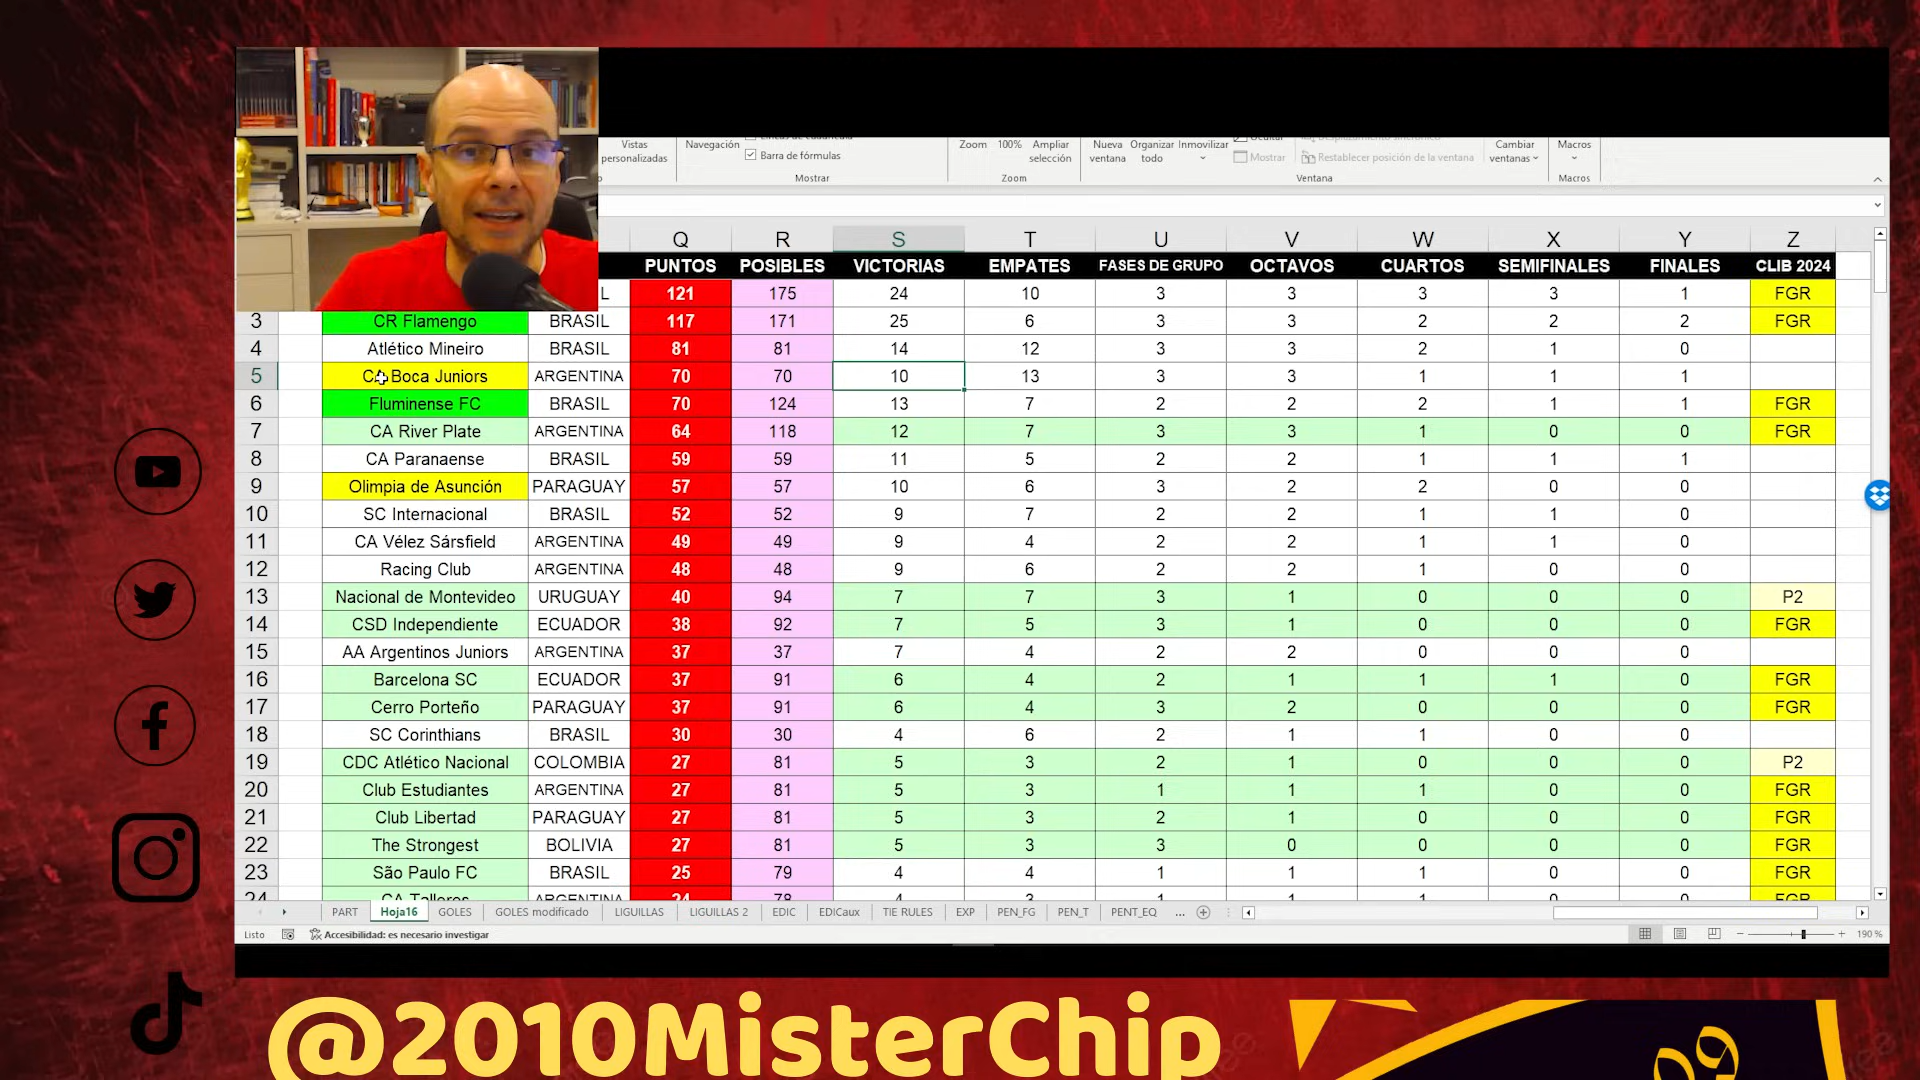 Vistas personalizadas
Navegación
Barra de fórmulas
Mostrar
Zoom 100% Ampliar selección
Zoom
Nueva ventana Organizar todo Inmovilizar
Mostrar
Restablecer posición de la ventana
Ventana
Cambiar ventanas
Macros
Macros
Q R S T U V W X Y Z
PUNTOS POSIBLES VICTORIAS EMPATES FASES DE GRUPO OCTAVOS CUARTOS SEMIFINALES FINALES CLIB 2024
L 121 175 24 10 3 3 3 3 1 FGR
3 CR Flamengo BRASIL 117 171 25 6 3 3 2 2 2 FGR
4 Atlético Mineiro BRASIL 81 81 14 12 3 3 2 1 0
5 CA Boca Juniors ARGENTINA 70 70 10 13 3 3 1 1 1
6 Fluminense FC BRASIL 70 124 13 7 2 2 2 1 1 FGR
7 CA River Plate ARGENTINA 64 118 12 7 3 3 1 0 0 FGR
8 CA Paranaense BRASIL 59 59 11 5 2 2 1 1 1
9 Olimpia de Asunción PARAGUAY 57 57 10 6 3 2 2 0 0
10 SC Internacional BRASIL 52 52 9 7 2 2 1 1 0
11 CA Vélez Sársfield ARGENTINA 49 49 9 4 2 2 1 1 0
12 Racing Club ARGENTINA 48 48 9 6 2 2 1 0 0
13 Nacional de Montevideo URUGUAY 40 94 7 7 3 1 0 0 0 P2
14 CSD Independiente ECUADOR 38 92 7 5 3 1 0 0 0 FGR
15 AA Argentinos Juniors ARGENTINA 37 37 7 4 2 2 0 0 0
16 Barcelona SC ECUADOR 37 91 6 4 2 1 1 1 0 FGR
17 Cerro Porteño PARAGUAY 37 91 6 4 3 2 0 0 0 FGR
18 SC Corinthians BRASIL 30 30 4 6 2 1 1 0 0
19 CDC Atlético Nacional COLOMBIA 27 81 5 3 2 1 0 0 0 P2
20 Club Estudiantes ARGENTINA 27 81 5 3 1 1 1 0 0 FGR
21 Club Libertad PARAGUAY 27 81 5 3 2 1 0 0 0 FGR
22 The Strongest BOLIVIA 27 81 5 3 3 0 0 0 0 FGR
23 São Paulo FC BRASIL 25 79 4 4 1 1 1 0 0 FGR
24 CA Talleres ARGENTINA 24 78 4 3 1 1 1 0 0 FGR
PART Hoja16 GOLES GOLES modificado LIGUILLAS LIGUILLAS 2 EDIC EDICaux TIE RULES EXP PEN_FG PEN_T PENT_EQ ...
Listo Accesibilidad: es necesario investigar 190 %
@2010MisterChip